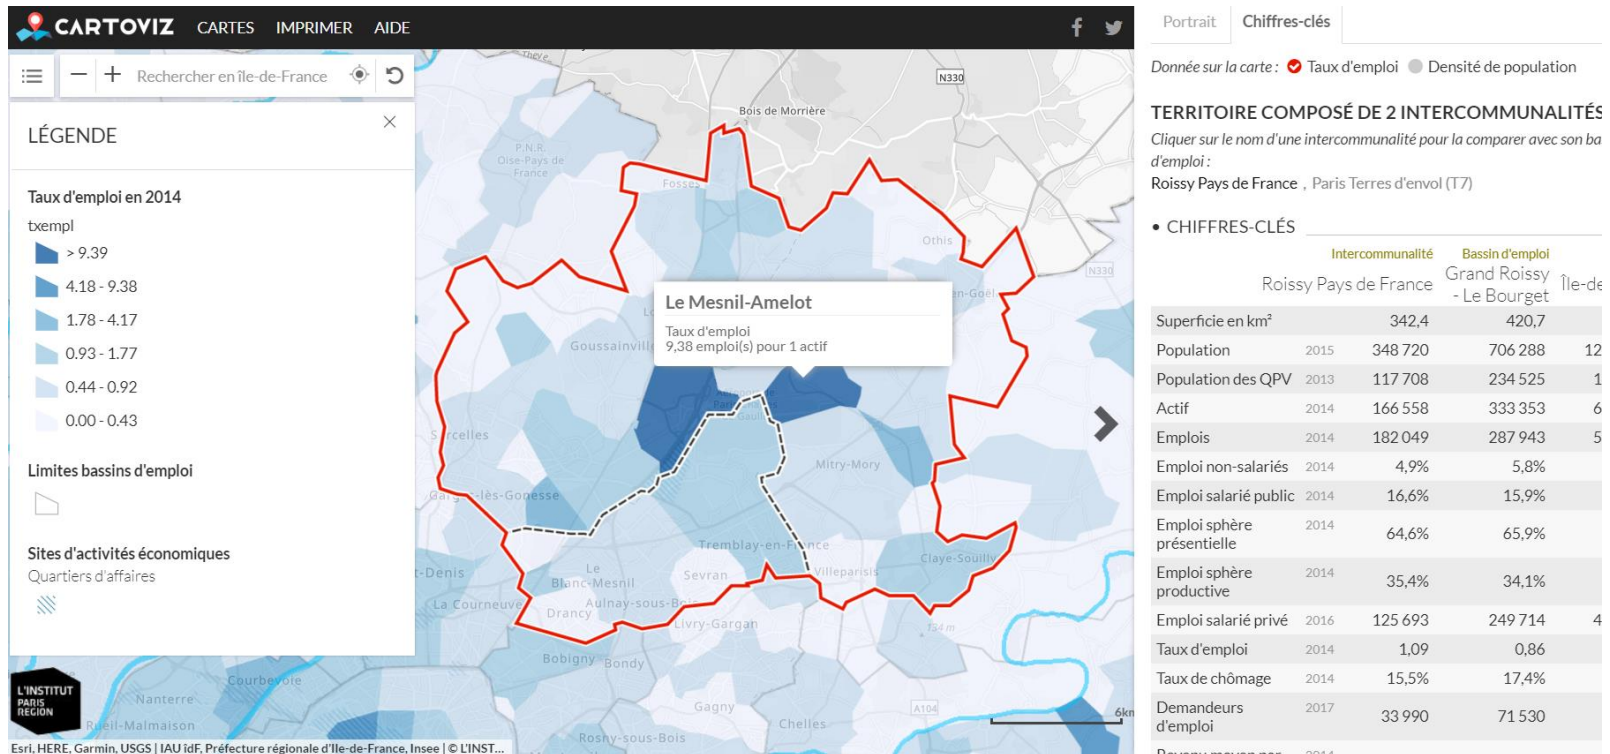 CARTOVIZ CARTES IMPRIMER AIDE
Rechercher en île-de-France
LÉGENDE
Taux d'emploi en 2014
txempl
> 9.39
4.18 - 9.38
1.78 - 4.17
0.93 - 1.77
0.44 - 0.92
0.00 - 0.43
Limites bassins d'emploi
Sites d'activités économiques
Quartiers d'affaires
L'INSTITUT
PARIS
REGION
N330
Bois de Morrière
P.N.R.
Oise-Pays de
France
Fosses
Othis
N330
Le Mesnil-Amelot
Taux d'emploi
9,38 emploi(s) pour 1 actif
Goussainville
Sarcelles
Mitry-Mory
Garges-lès-Gonesse
Tremblay-en-France
Claye-Souilly
Le
Blanc-Mesnil
Sevran
Villeparisis
t-Denis
La Courneuve
Aulnay-sous-Bois
Drancy
Livry-Gargan
134 m
Bobigny
Bondy
Courbevoie
Nanterre
Gagny
A104
6km
Rueil-Malmaison
Rosny-sous-Bois
Chelles
Esri, HERE, Garmin, USGS | IAU îdF, Préfecture régionale d'Ile-de-France, Insee | © L'INST...
Portrait Chiffres-clés
Donnée sur la carte : Taux d'emploi Densité de population
TERRITOIRE COMPOSÉ DE 2 INTERCOMMUNALITÉS
Cliquer sur le nom d'une intercommunalité pour la comparer avec son ba
d'emploi :
Roissy Pays de France , Paris Terres d'envol (T7)
• CHIFFRES-CLÉS
Intercommunalité Bassin d'emploi
Roissy Pays de France Grand Roissy - Le Bourget Île-de
Superficie en km² 342,4 420,7
Population 2015 348 720 706 288 12
Population des QPV 2013 117 708 234 525 1
Actif 2014 166 558 333 353 6
Emplois 2014 182 049 287 943 5
Emploi non-salariés 2014 4,9% 5,8%
Emploi salarié public 2014 16,6% 15,9%
Emploi sphère présentielle 2014 64,6% 65,9%
Emploi sphère productive 2014 35,4% 34,1%
Emploi salarié privé 2016 125 693 249 714 4
Taux d'emploi 2014 1,09 0,86
Taux de chômage 2014 15,5% 17,4%
Demandeurs d'emploi 2017 33 990 71 530